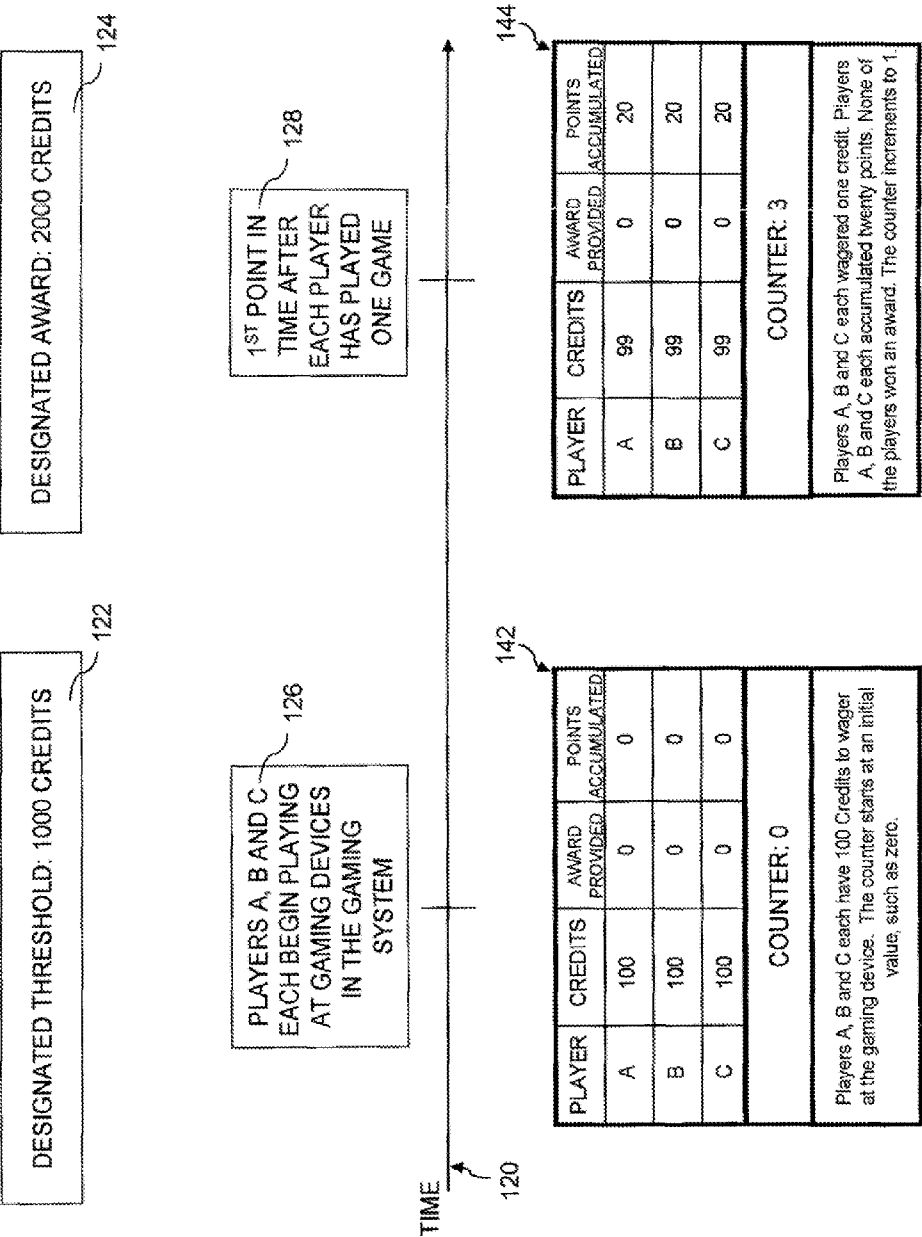 DESIGNATED THRESHOLD: 1000 CREDITS
122
DESIGNATED AWARD: 2000 CREDITS
124
PLAYERS A, B AND C
EACH BEGIN PLAYING
AT GAMING DEVICES
IN THE GAMING
SYSTEM
126
1ST POINT IN
TIME AFTER
EACH PLAYER
HAS PLAYED
ONE GAME
128
TIME
120
142
PLAYER CREDITS AWARD PROVIDED POINTS ACCUMULATED
A 100 0 0
B 100 0 0
C 100 0 0
COUNTER: 0
Players A, B and C each have 100 Credits to wager
at the gaming device. The counter starts at an initial
value, such as zero.
144
PLAYER CREDITS AWARD PROVIDED POINTS ACCUMULATED
A 99 0 20
B 99 0 20
C 99 0 20
COUNTER: 3
Players A, B and C each wagered one credit. Players
A, B and C each accumulated twenty points. None of
the players won an award. The counter increments to 1.